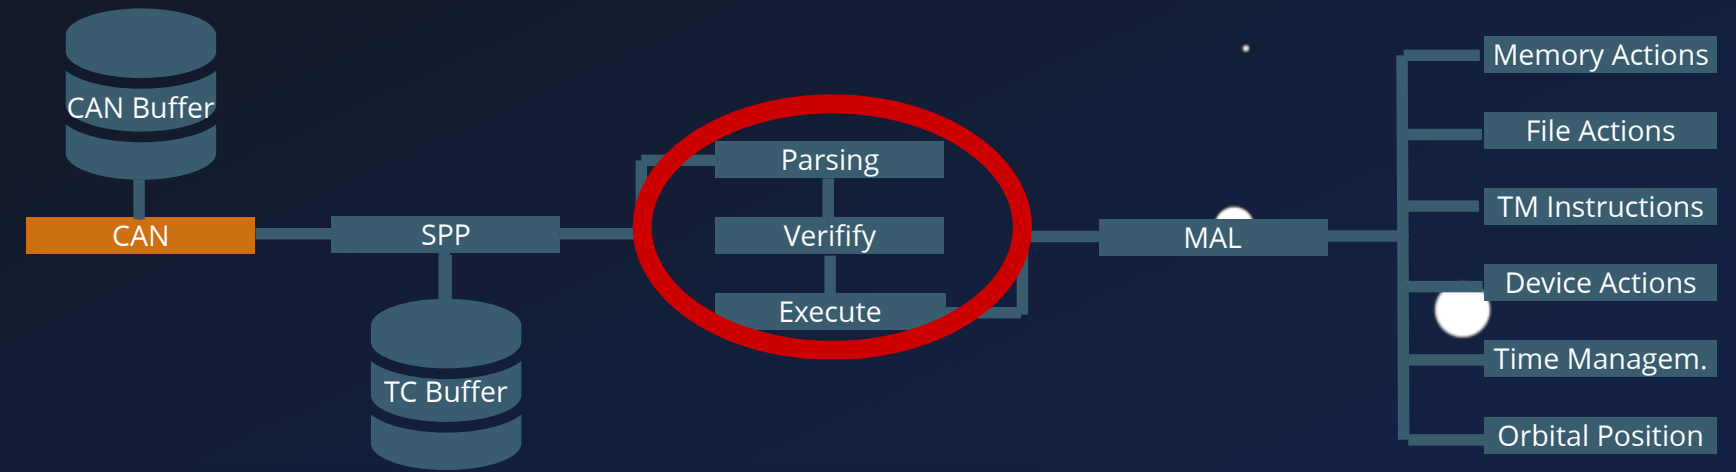 CAN Buffer
CAN
SPP
TC Buffer
Parsing
Verifify
Execute
MAL
Memory Actions
File Actions
TM Instructions
Device Actions
Time Managem.
Orbital Position